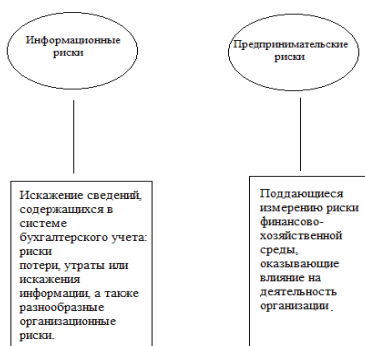 Информационные
риски
Предпринимательские
риски
Искажение сведений,
содержащихся в
системе
бухгалтерского учета:
риски
потери, утраты или
искажения
информации, а также
разнообразные
организационные
риски.
Поддающиеся
измерению риски
финансово-
хозяйственной
среды,
оказывающие
влияние на
деятельность
организации.